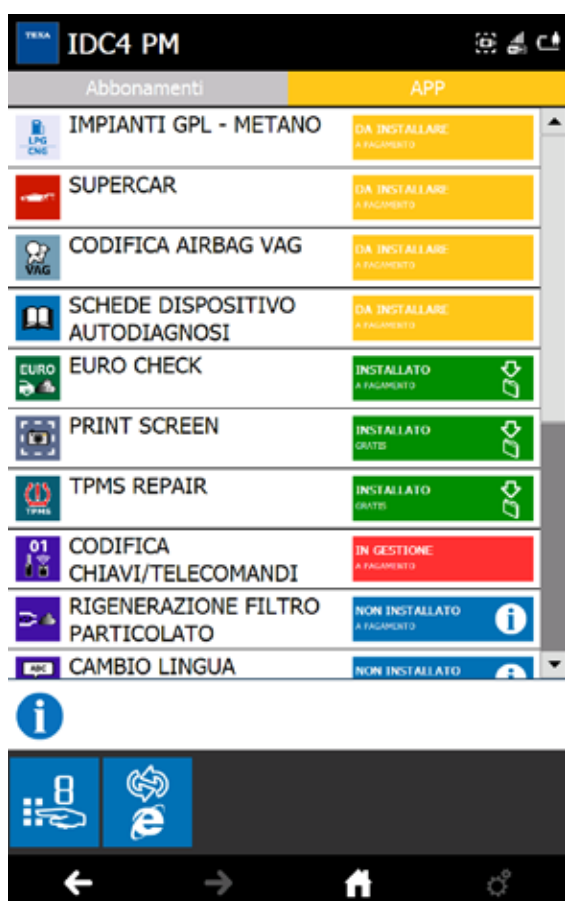 TEXA
IDC4 PM
Abbonamenti
APP
LPG
CNG
IMPIANTI GPL - METANO
DA INSTALLARE
A PAGAMENTO
SUPERCAR
DA INSTALLARE
A PAGAMENTO
VAG
CODIFICA AIRBAG VAG
DA INSTALLARE
A PAGAMENTO
SCHEDE DISPOSITIVO
AUTODIAGNOSI
DA INSTALLARE
A PAGAMENTO
EURO
EURO CHECK
INSTALLATO
A PAGAMENTO
PRINT SCREEN
INSTALLATO
GRATIS
TPMS
TPMS REPAIR
INSTALLATO
GRATIS
01
CODIFICA
CHIAVI/TELECOMANDI
IN GESTIONE
A PAGAMENTO
RIGENERAZIONE FILTRO
PARTICOLATO
NON INSTALLATO
A PAGAMENTO
ABC
CAMBIO LINGUA
NON INSTALLATO